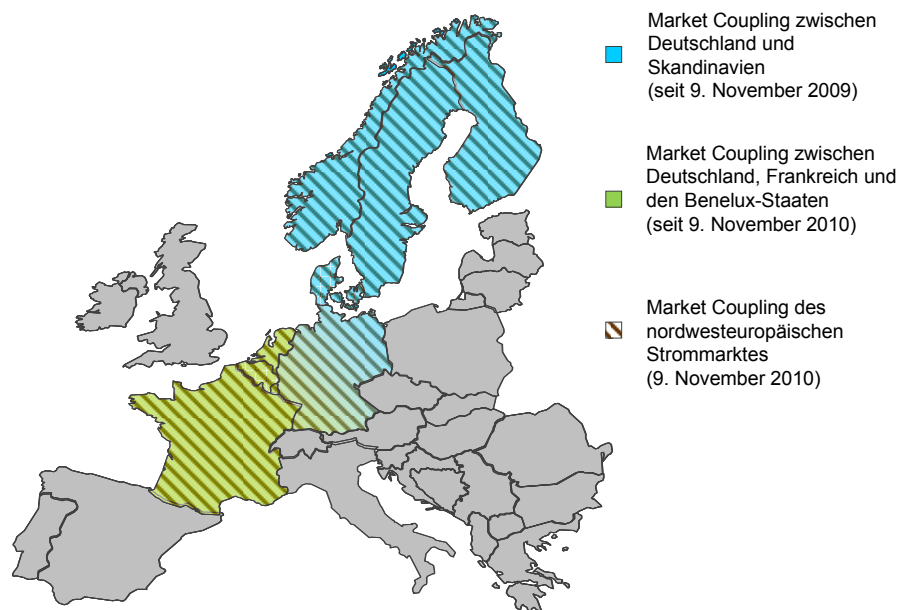 Market Coupling zwischen
Deutschland und
Skandinavien
(seit 9. November 2009)
Market Coupling zwischen
Deutschland, Frankreich und
den Benelux-Staaten
(seit 9. November 2010)
Market Coupling des
nordwesteuropäischen
Strommarktes
(9. November 2010)